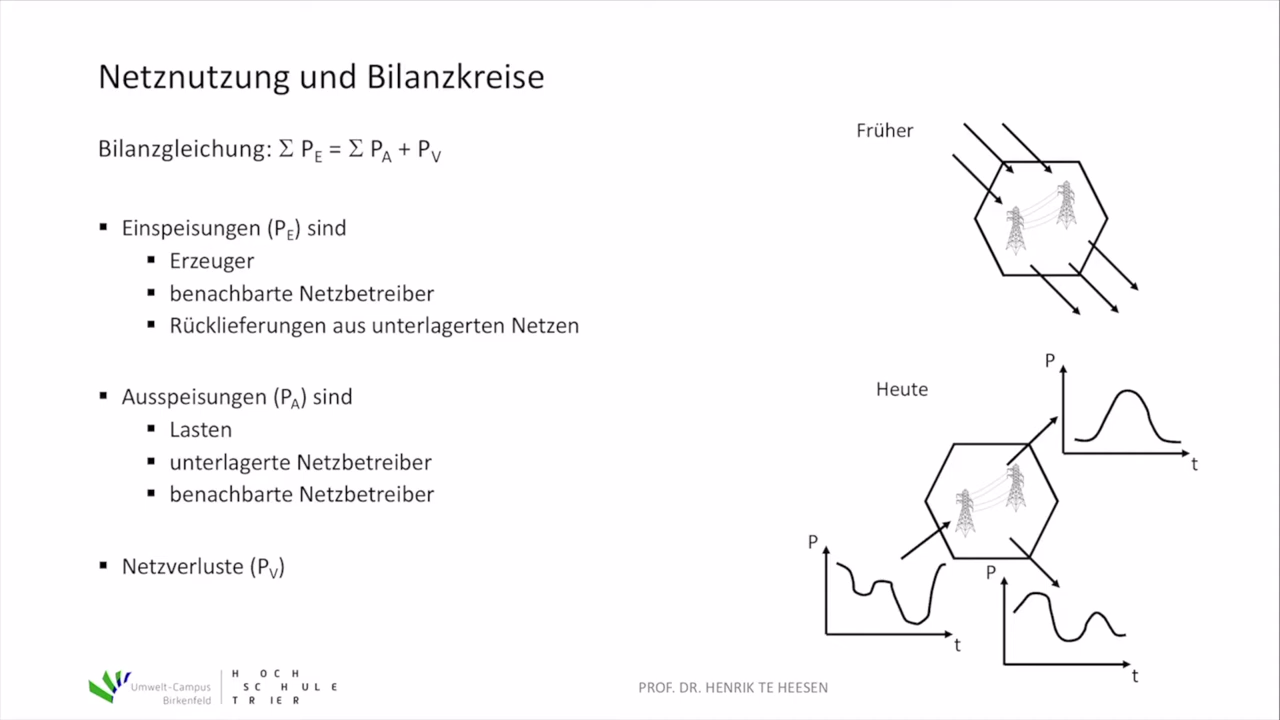 Netznutzung und Bilanzkreise
Bilanzgleichung: Σ P_E = Σ P_A + P_V
▪ Einspeisungen (P_E) sind
▪ Erzeuger
▪ benachbarte Netzbetreiber
▪ Rücklieferungen aus unterlagerten Netzen
▪ Ausspeisungen (P_A) sind
▪ Lasten
▪ unterlagerte Netzbetreiber
▪ benachbarte Netzbetreiber
▪ Netzverluste (P_V)
Früher
Heute
P
t
P
t
P
t
Umwelt-Campus
Birkenfeld
HOCH
SCHULE
TRIER
PROF. DR. HENRIK TE HEESEN